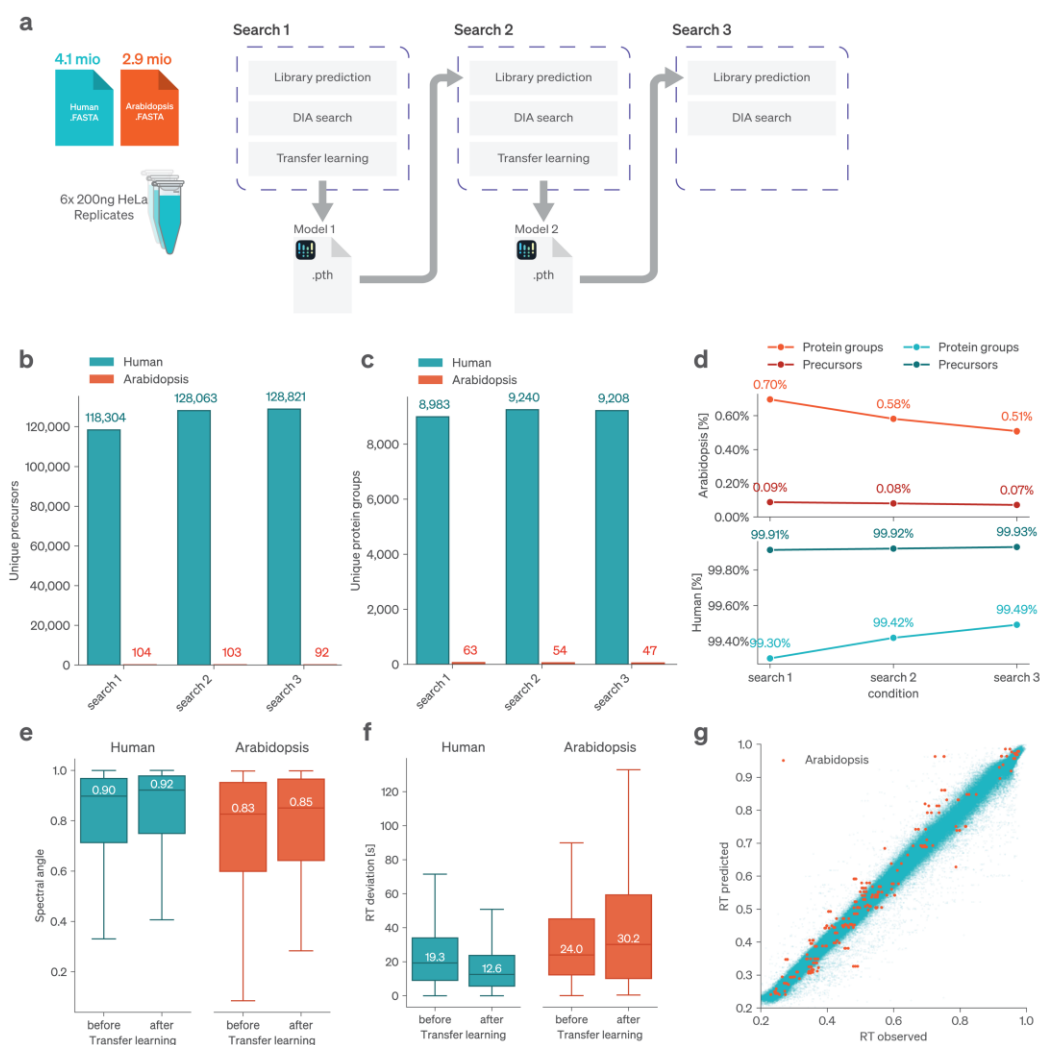 a
4.1 mio
2.9 mio
Human
.FASTA
Arabidopsis
.FASTA
6x 200ng HeLa
Replicates
Search 1
Library prediction
DIA search
Transfer learning
Model 1
.pth
Search 2
Library prediction
DIA search
Transfer learning
Model 2
.pth
Search 3
Library prediction
DIA search
b
Human
Arabidopsis
Unique precursors
120,000
100,000
80,000
60,000
40,000
20,000
0
118,304
128,063
128,821
104
103
92
search 1
search 2
search 3
c
Human
Arabidopsis
Unique protein groups
8,000
6,000
4,000
2,000
0
8,983
9,240
9,208
63
54
47
search 1
search 2
search 3
d
Protein groups
Precursors
Protein groups
Precursors
Arabidopsis [%]
0.60%
0.40%
0.20%
0.00%
0.70%
0.58%
0.51%
0.09%
0.08%
0.07%
Human [%]
99.80%
99.60%
99.40%
99.91%
99.92%
99.93%
99.30%
99.42%
99.49%
search 1
search 2
search 3
condition
e
Human
Arabidopsis
Spectral angle
1.0
0.8
0.6
0.4
0.2
0.90
0.92
0.83
0.85
before
after
Transfer learning
before
after
Transfer learning
f
Human
Arabidopsis
RT deviation [s]
120
100
80
60
40
20
0
19.3
12.6
24.0
30.2
before
after
Transfer learning
before
after
Transfer learning
g
Arabidopsis
RT predicted
1.0
0.9
0.8
0.7
0.6
0.5
0.4
0.3
0.2
0.2
0.4
0.6
0.8
1.0
RT observed